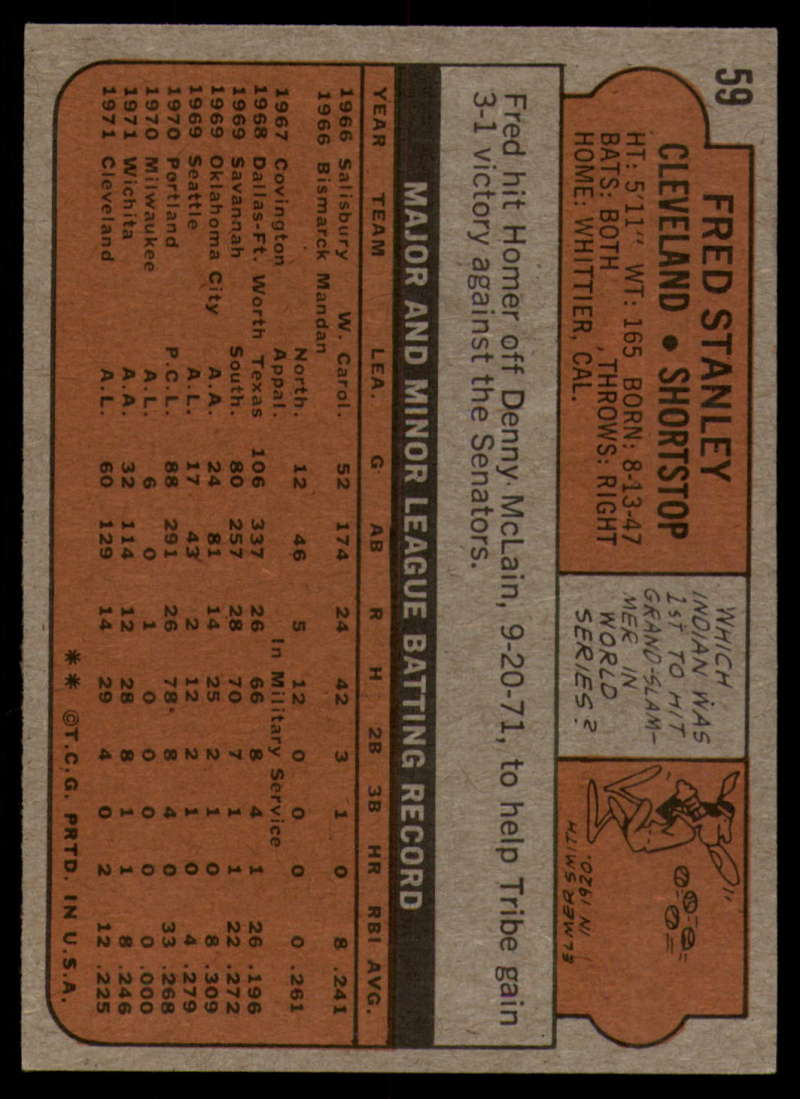 59
FRED STANLEY
CLEVELAND • SHORTSTOP
HT: 5'11" WT: 165 BORN: 8-13-47
BATS: BOTH THROWS: RIGHT
HOME: WHITTIER, CAL.
WHICH
INDIAN WAS
1ST TO HIT
GRAND-SLAM-
MER IN
WORLD
SERIES?
ELMER SMITH
IN 1920.
Fred hit Homer off Denny McLain, 9-20-71, to help Tribe gain
3-1 victory against the Senators.
MAJOR AND MINOR LEAGUE BATTING RECORD
YEAR TEAM LEA. G AB R H 2B 3B HR RBI AVG.
1966 Salisbury W. Carol. 52 174 24 42 3 1 0 8 .241
1966 Bismarck Mandan
North. 12 46 5 12 0 0 0 0 .261
1967 Covington Appal. In Military Service
1968 Dallas-Ft. Worth Texas 106 337 26 66 8 4 1 26 .196
1969 Savannah South. 80 257 28 70 7 1 1 22 .272
1969 Oklahoma City A.A. 24 81 14 25 2 1 0 8 .309
1969 Seattle A.L. 17 43 2 12 2 1 0 4 .279
1970 Portland P.C.L. 88 291 26 78 8 4 0 33 .268
1970 Milwaukee A.L. 6 0 1 0 0 0 0 0 .000
1971 Wichita A.A. 32 114 12 28 8 1 1 8 .246
1971 Cleveland A.L. 60 129 14 29 4 0 2 12 .225
** ©T.C.G. PRTD. IN U.S.A.